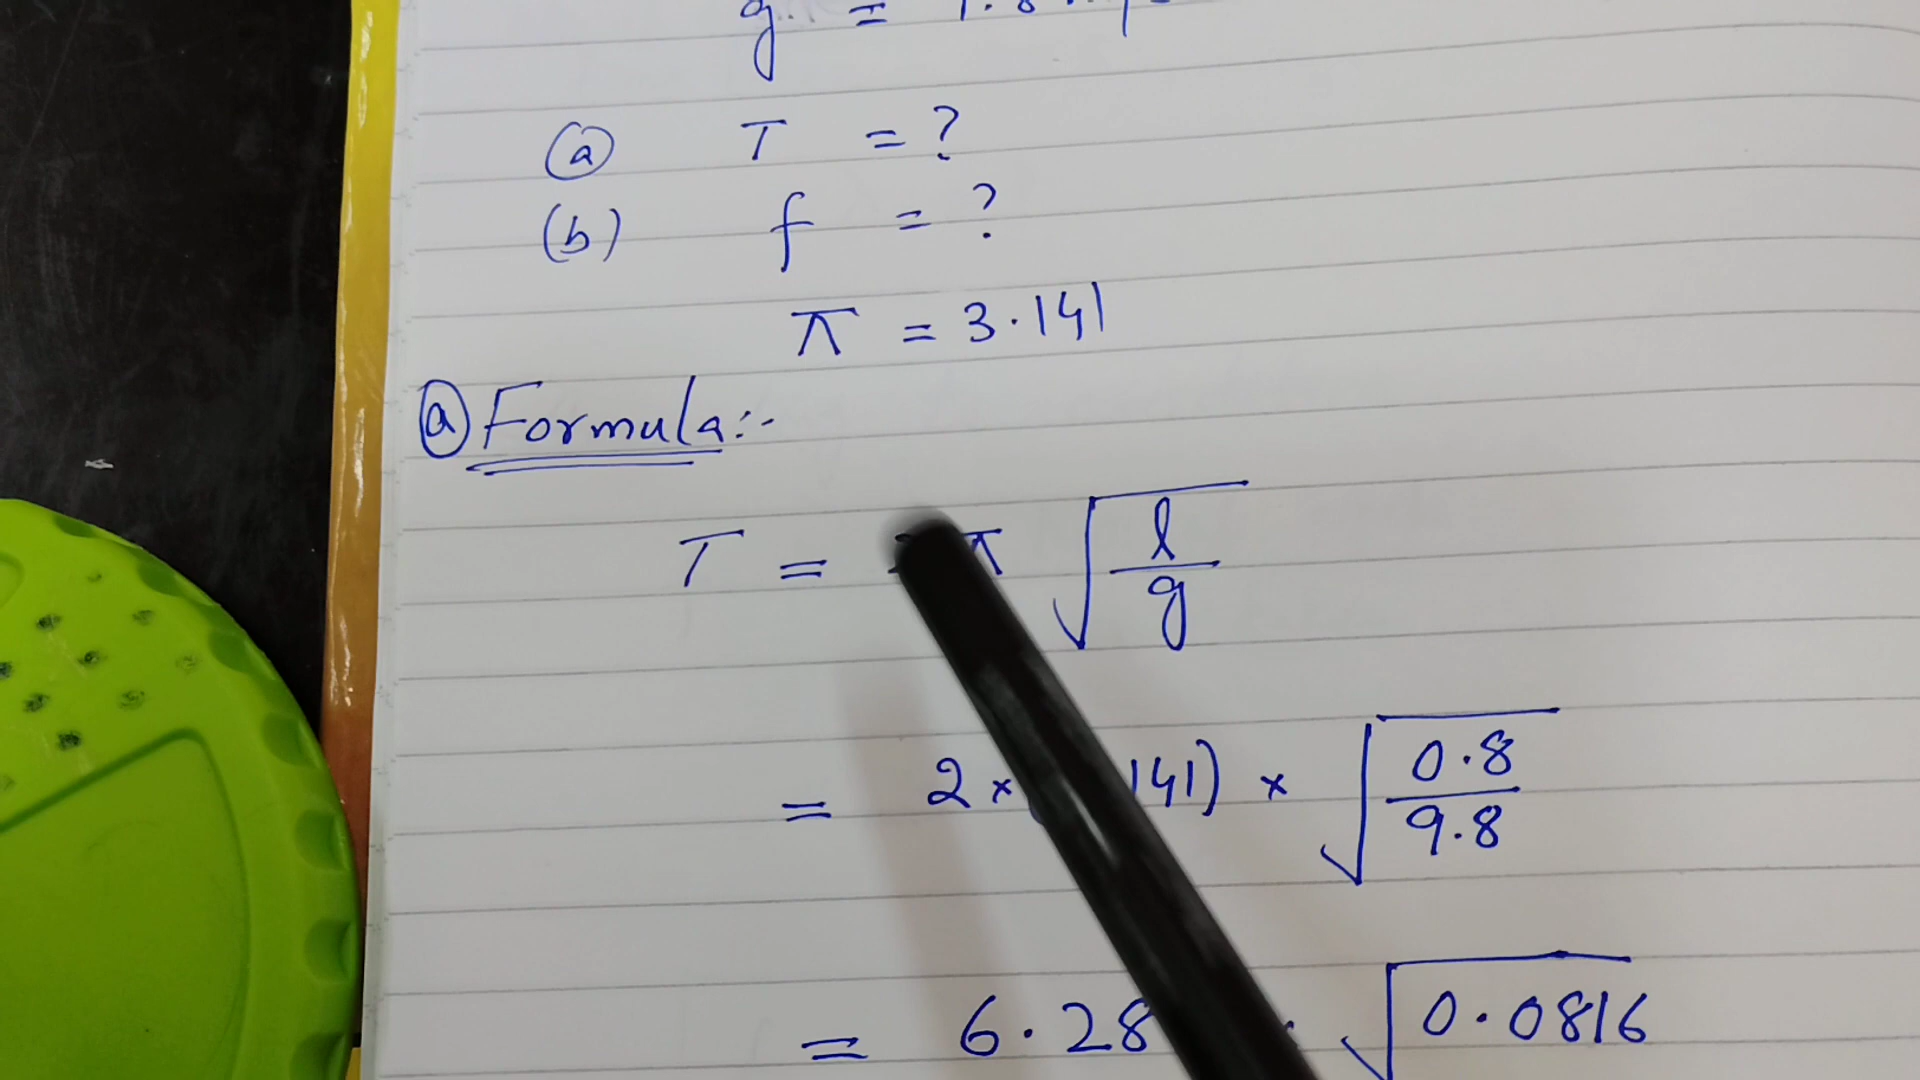 g =
(a) T = ?
(b) f = ?
π = 3.141
(a) Formula:-
T = π √(l/g)
= 2 × 141) × √(0.8/9.8)
= 6.28 √0.0816